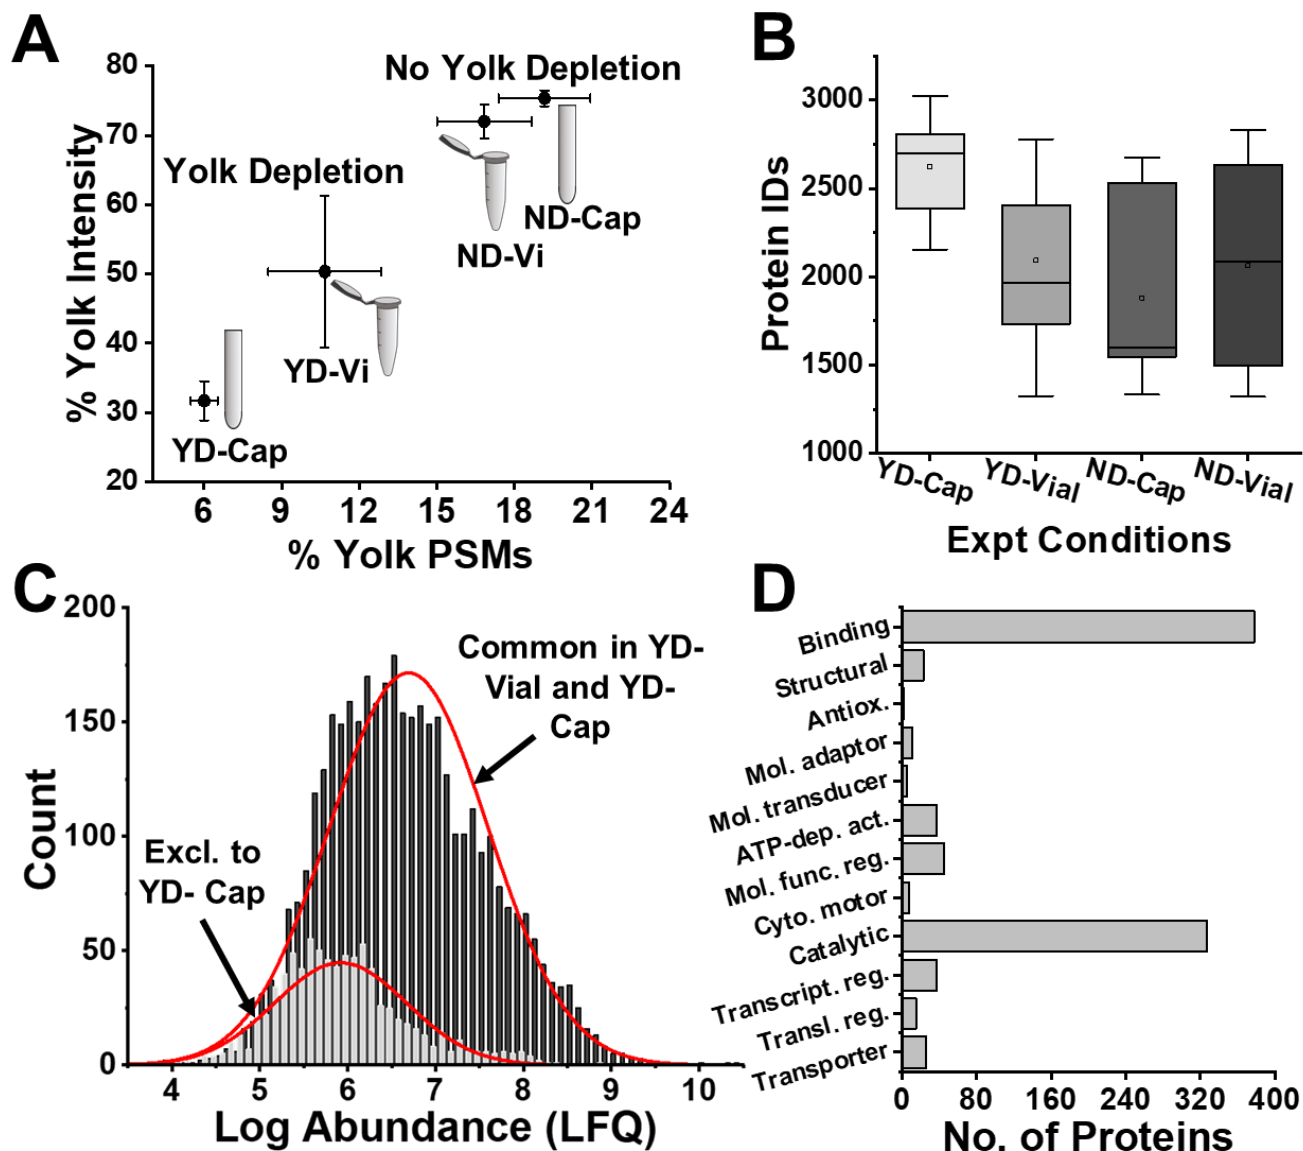 A
80
70
60
50
40
30
20
% Yolk Intensity
No Yolk Depletion
Yolk Depletion
ND-Cap
ND-Vi
YD-Vi
YD-Cap
6 9 12 15 18 21 24
% Yolk PSMs
B
3000
2500
2000
1500
1000
Protein IDs
YD-Cap YD-Vial ND-Cap ND-Vial
Expt Conditions
C
200
150
100
50
0
Count
Common in YD-
Vial and YD-
Cap
Excl. to
YD- Cap
4 5 6 7 8 9 10
Log Abundance (LFQ)
D
Binding
Structural
Antiox.
Mol. adaptor
Mol. transducer
ATP-dep. act.
Mol. func. reg.
Cyto. motor
Catalytic
Transcript. reg.
Transl. reg.
Transporter
0 80 160 240 320 400
No. of Proteins